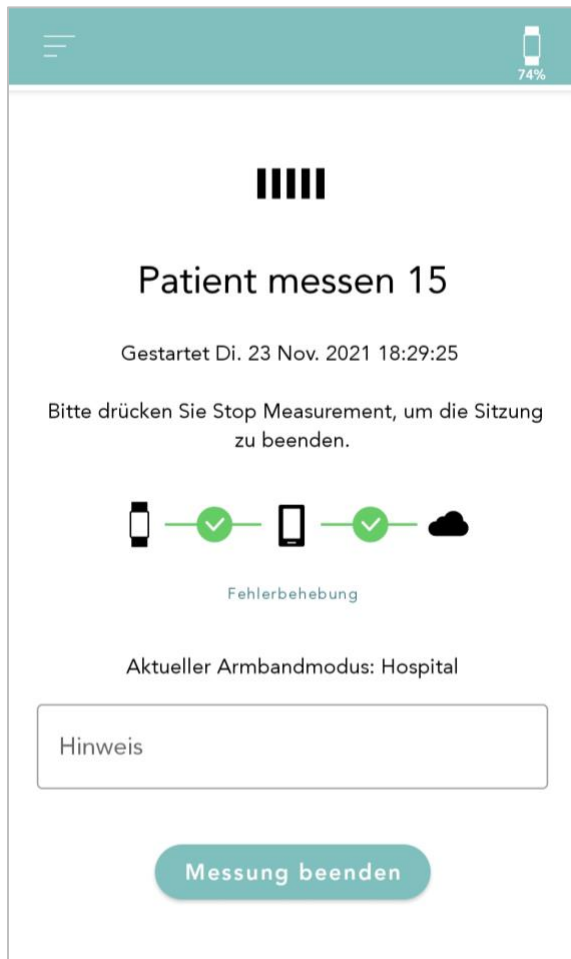 74%
Patient messen 15
Gestartet Di. 23 Nov. 2021 18:29:25
Bitte drücken Sie Stop Measurement, um die Sitzung
zu beenden.
Fehlerbehebung
Aktueller Armbandmodus: Hospital
Hinweis
Messung beenden